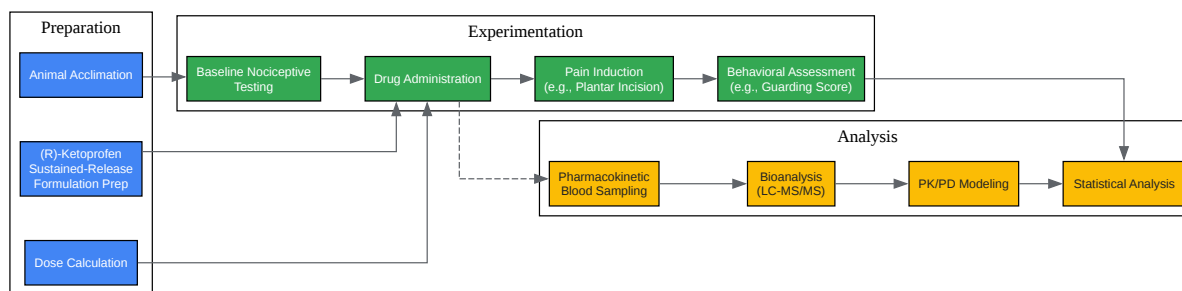 Preparation
Animal Acclimation
(R)-Ketoprofen
Sustained-Release
Formulation Prep
Dose Calculation
Experimentation
Baseline Nociceptive
Testing
Drug Administration
Pain Induction
(e.g., Plantar Incision)
Behavioral Assessment
(e.g., Guarding Score)
Analysis
Pharmacokinetic
Blood Sampling
Bioanalysis
(LC-MS/MS)
PK/PD Modeling
Statistical Analysis